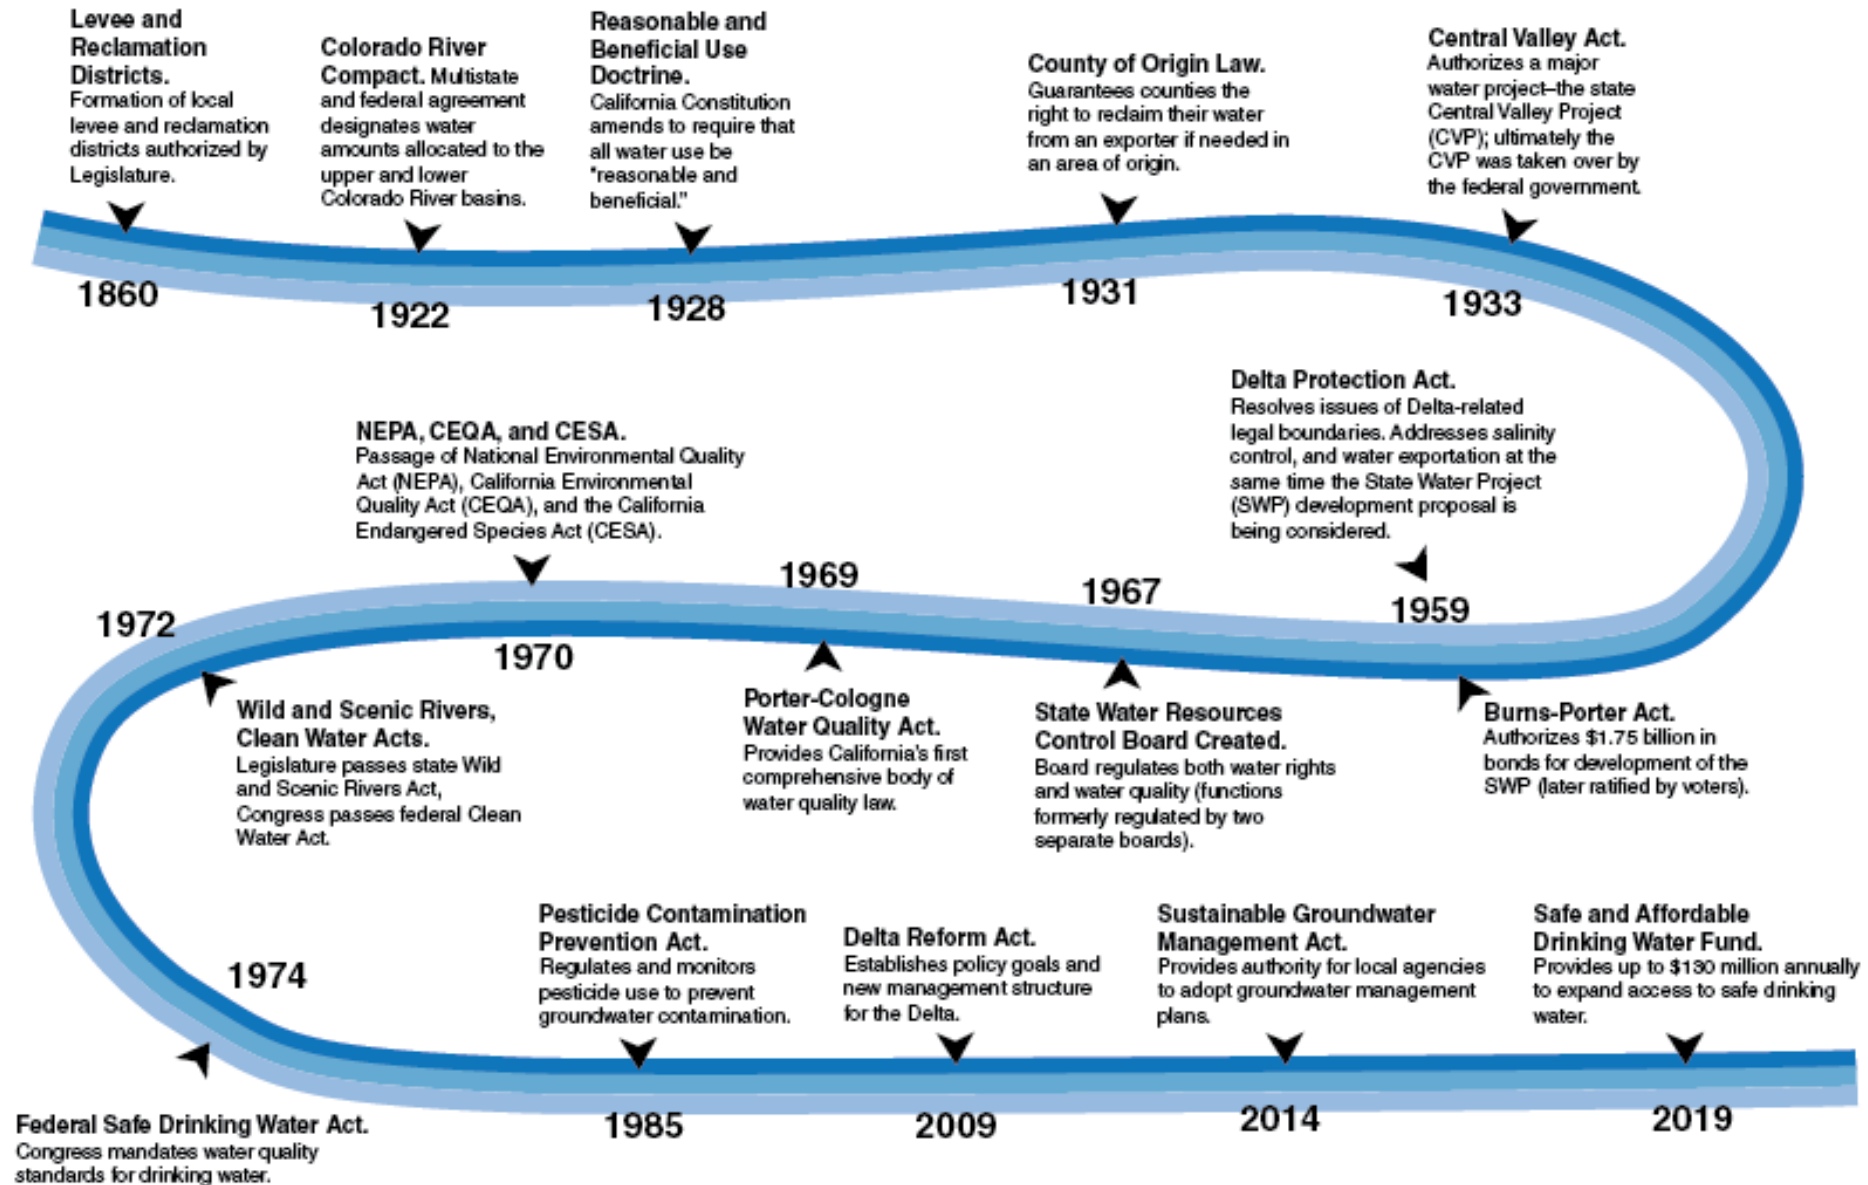 Levee and
Reclamation
Districts.
Formation of local
levee and reclamation
districts authorized by
Legislature.
1860
Colorado River
Compact. Multistate
and federal agreement
designates water
amounts allocated to the
upper and lower
Colorado River basins.
1922
Reasonable and
Beneficial Use
Doctrine.
California Constitution
amends to require that
all water use be
"reasonable and
beneficial."
1928
County of Origin Law.
Guarantees counties the
right to reclaim their water
from an exporter if needed in
an area of origin.
1931
Central Valley Act.
Authorizes a major
water project–the state
Central Valley Project
(CVP); ultimately the
CVP was taken over by
the federal government.
1933
Delta Protection Act.
Resolves issues of Delta-related
legal boundaries. Addresses salinity
control, and water exportation at the
same time the State Water Project
(SWP) development proposal is
being considered.
1959
Burns-Porter Act.
Authorizes $1.75 billion in
bonds for development of the
SWP (later ratified by voters).
1967
State Water Resources
Control Board Created.
Board regulates both water rights
and water quality (functions
formerly regulated by two
separate boards).
1969
Porter-Cologne
Water Quality Act.
Provides California's first
comprehensive body of
water quality law.
NEPA, CEQA, and CESA.
Passage of National Environmental Quality
Act (NEPA), California Environmental
Quality Act (CEQA), and the California
Endangered Species Act (CESA).
1970
1972
Wild and Scenic Rivers,
Clean Water Acts.
Legislature passes state Wild
and Scenic Rivers Act,
Congress passes federal Clean
Water Act.
1974
Federal Safe Drinking Water Act.
Congress mandates water quality
standards for drinking water.
Pesticide Contamination
Prevention Act.
Regulates and monitors
pesticide use to prevent
groundwater contamination.
1985
Delta Reform Act.
Establishes policy goals and
new management structure
for the Delta.
2009
Sustainable Groundwater
Management Act.
Provides authority for local agencies
to adopt groundwater management
plans.
2014
Safe and Affordable
Drinking Water Fund.
Provides up to $130 million annually
to expand access to safe drinking
water.
2019